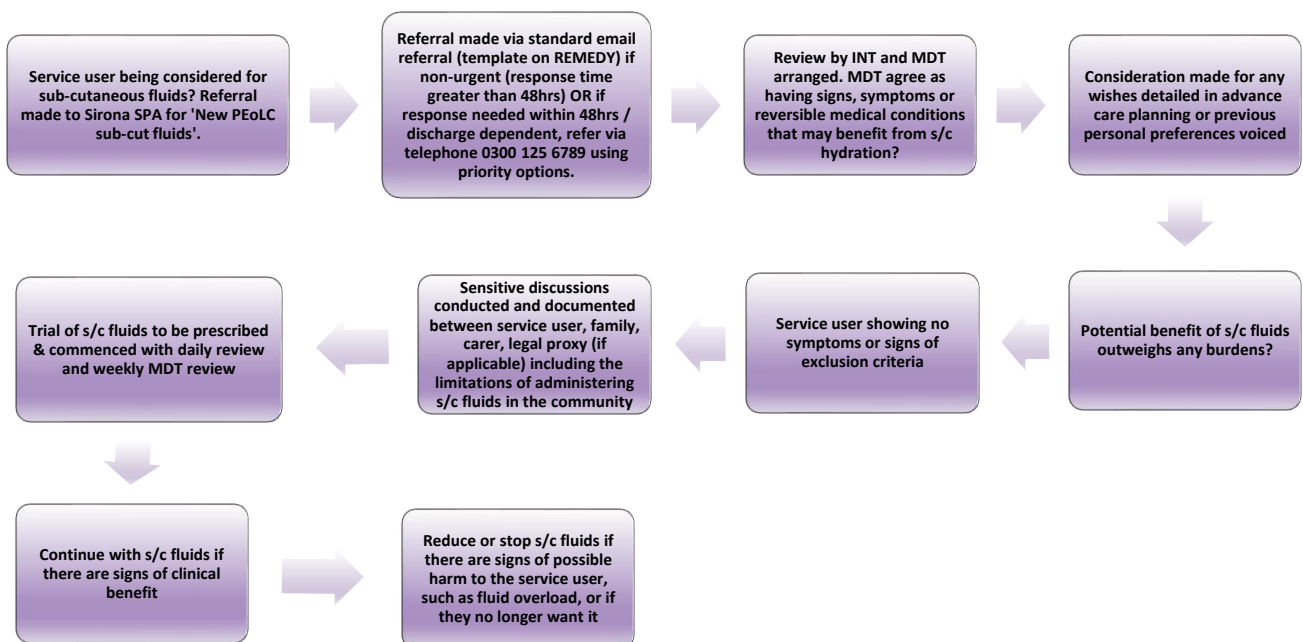 Service user being considered for
sub-cutaneous fluids? Referral
made to Sirona SPA for 'New PEoLC
sub-cut fluids'.
Referral made via standard email
referral (template on REMEDY) if
non-urgent (response time
greater than 48hrs) OR if
response needed within 48hrs /
discharge dependent, refer via
telephone 0300 125 6789 using
priority options.
Review by INT and MDT
arranged. MDT agree as
having signs, symptoms or
reversible medical conditions
that may benefit from s/c
hydration?
Consideration made for any
wishes detailed in advance
care planning or previous
personal preferences voiced
Potential benefit of s/c fluids
outweighs any burdens?
Service user showing no
symptoms or signs of
exclusion criteria
Sensitive discussions
conducted and documented
between service user, family,
carer, legal proxy (if
applicable) including the
limitations of administering
s/c fluids in the community
Trial of s/c fluids to be prescribed
& commenced with daily review
and weekly MDT review
Continue with s/c fluids if
there are signs of clinical
benefit
Reduce or stop s/c fluids if
there are signs of possible
harm to the service user,
such as fluid overload, or if
they no longer want it